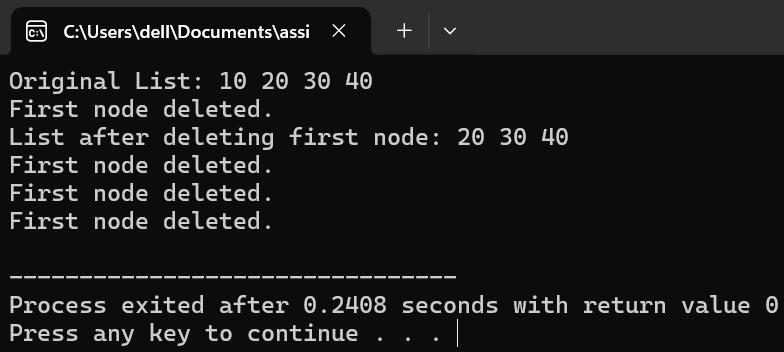 C:\Users\dell\Documents\assi
Original List: 10 20 30 40
First node deleted.
List after deleting first node: 20 30 40
First node deleted.
First node deleted.
First node deleted.
--------------------------------
Process exited after 0.2408 seconds with return value 0
Press any key to continue . . .